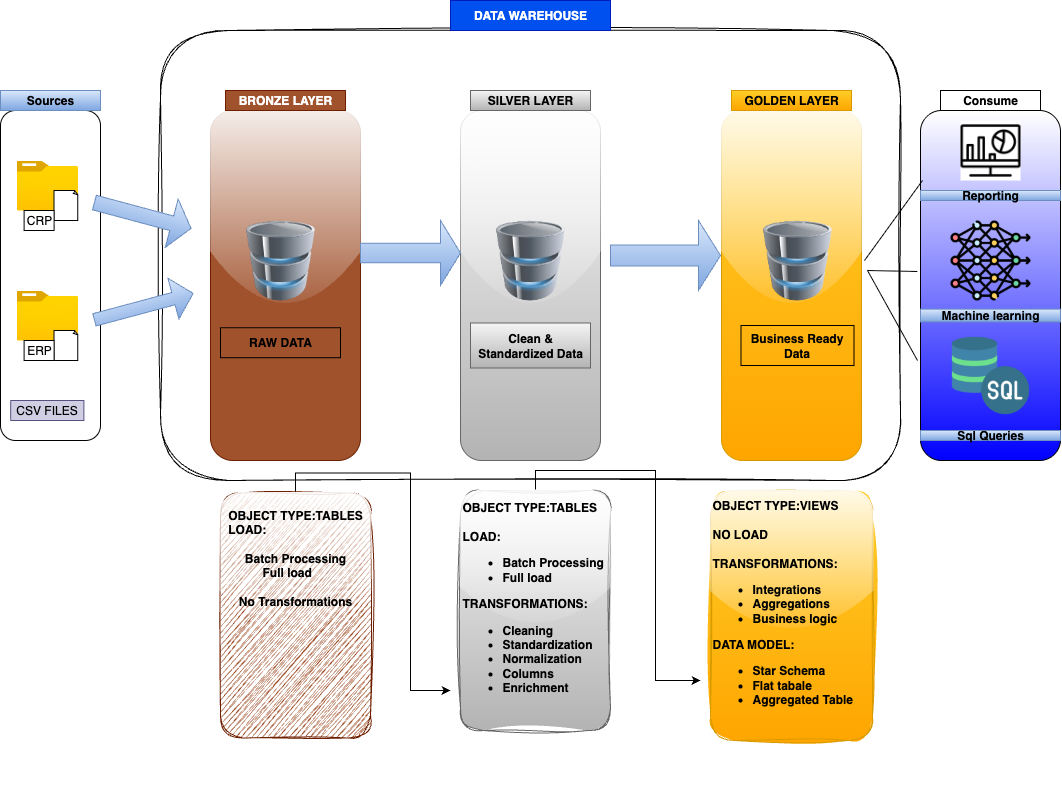 DATA WAREHOUSE
Sources
BRONZE LAYER
SILVER LAYER
GOLDEN LAYER
Consume
CRP
ERP
CSV FILES
RAW DATA
Clean &
Standardized Data
Business Ready
Data
Reporting
Machine learning
SQL
Sql Queries
OBJECT TYPE:TABLES
LOAD:
Batch Processing
Full load
No Transformations
OBJECT TYPE:TABLES
LOAD:
• Batch Processing
• Full load
TRANSFORMATIONS:
• Cleaning
• Standardization
• Normalization
• Columns
• Enrichment
OBJECT TYPE:VIEWS
NO LOAD
TRANSFORMATIONS:
• Integrations
• Aggregations
• Business logic
DATA MODEL:
• Star Schema
• Flat tabale
• Aggregated Table